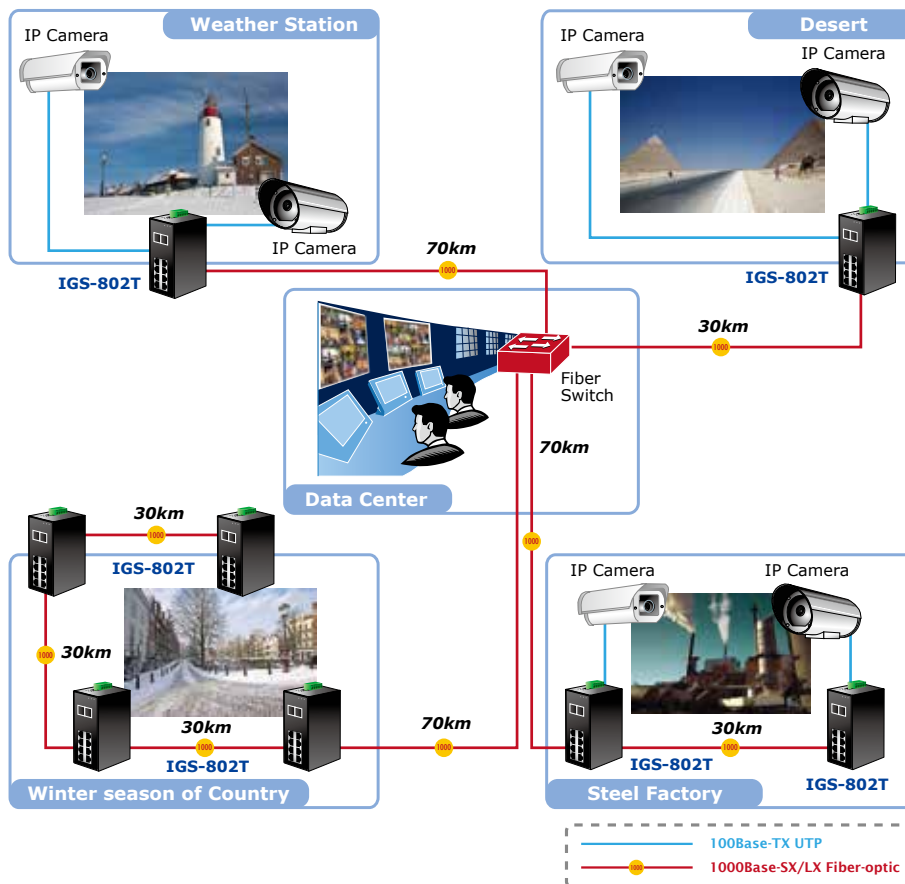 Weather Station
IP Camera
IP Camera
IGS-802T
70km
1000
Desert
IP Camera
IP Camera
IGS-802T
30km
1000
Fiber
Switch
70km
1000
Data Center
30km
1000
IGS-802T
30km
1000
30km
1000
IGS-802T
70km
1000
Winter season of Country
IP Camera
IP Camera
30km
1000
IGS-802T
IGS-802T
Steel Factory
100Base-TX UTP
1000
1000Base-SX/LX Fiber-optic